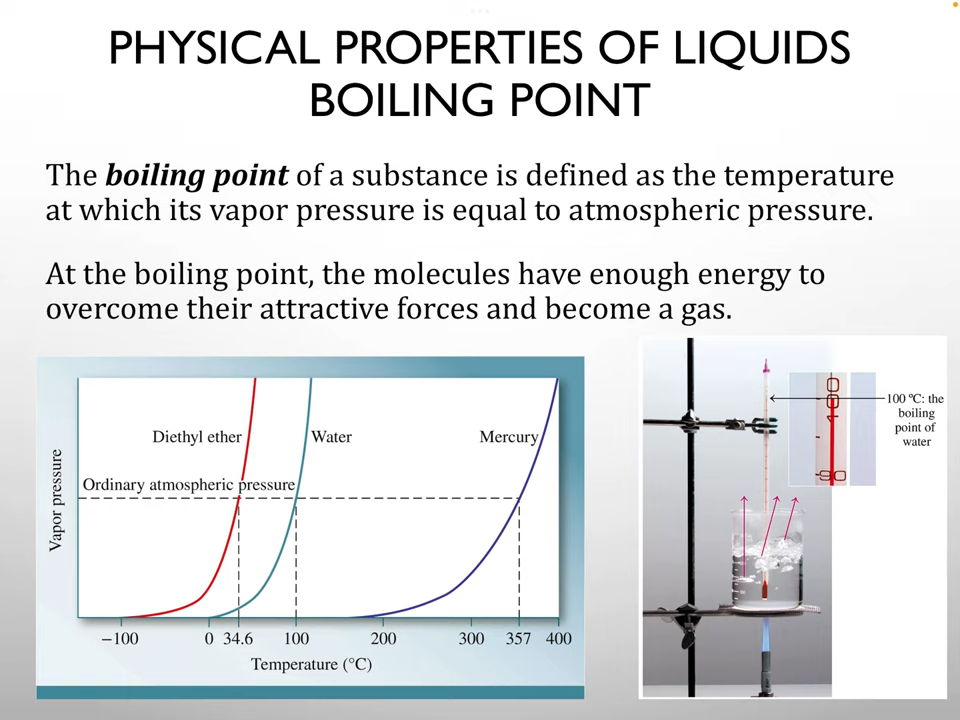 PHYSICAL PROPERTIES OF LIQUIDS
BOILING POINT
The boiling point of a substance is defined as the temperature
at which its vapor pressure is equal to atmospheric pressure.
At the boiling point, the molecules have enough energy to
overcome their attractive forces and become a gas.
Vapor pressure
Diethyl ether
Water
Mercury
Ordinary atmospheric pressure
−100 0 34.6 100 200 300 357 400
Temperature (°C)
100
90
100 ºC: the
boiling
point of
water